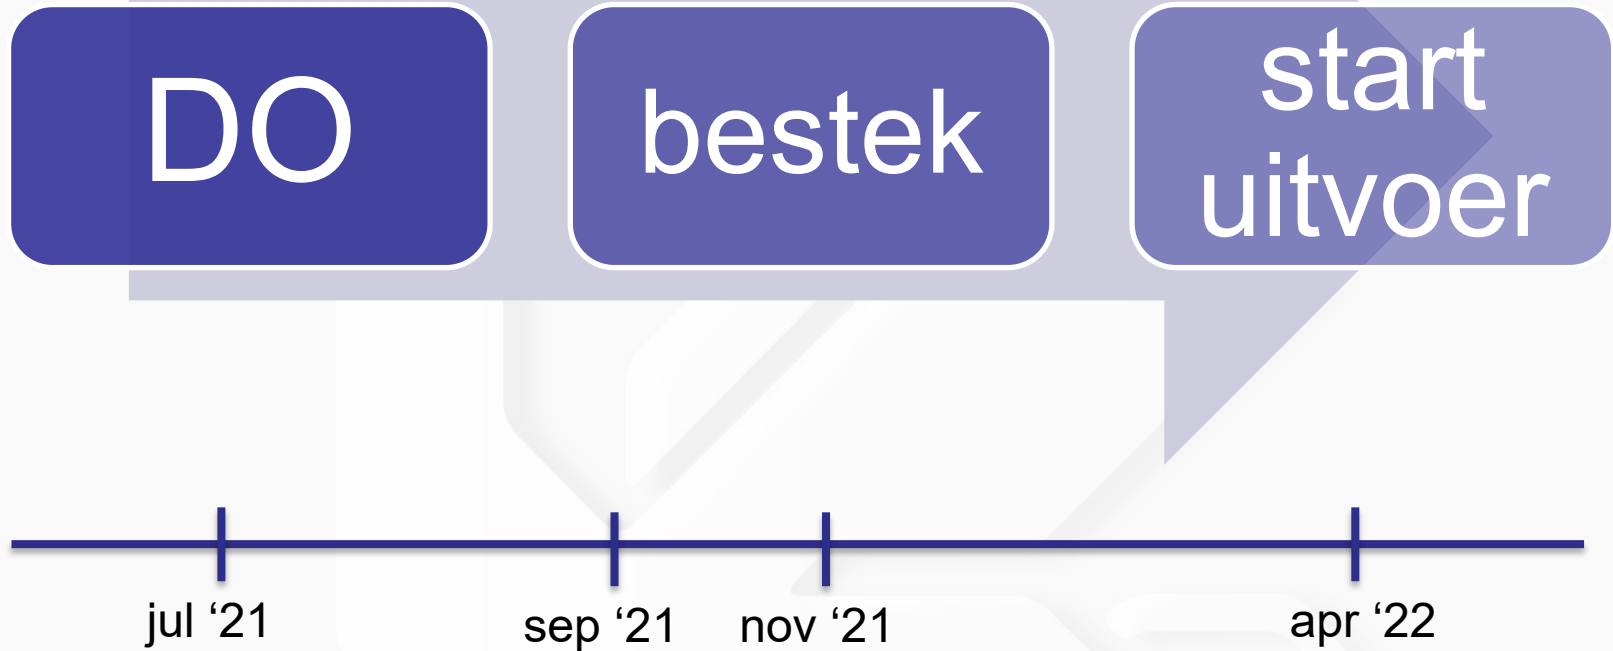 DO
bestek
start
uitvoer
jul ‘21
sep ‘21
nov ‘21
apr ‘22